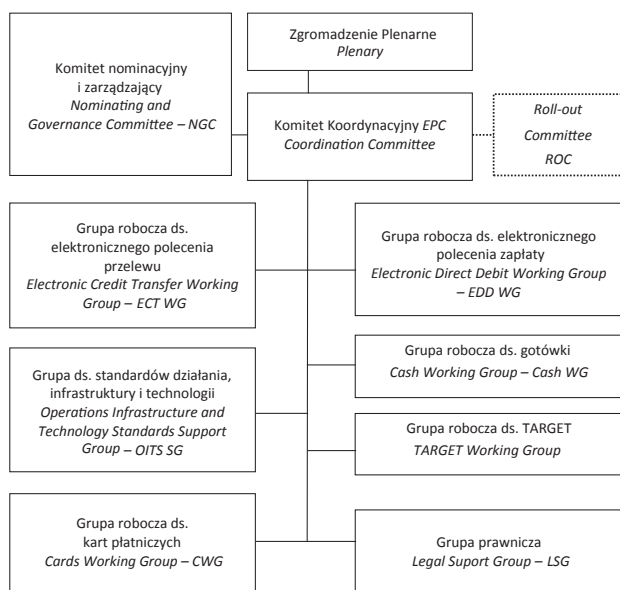 Zgromadzenie Plenarne
Plenary
Komitet nominacyjny
i zarządzający
Nominating and
Governance Committee – NGC
Komitet Koordynacyjny EPC
Coordination Committee
Roll-out
Committee
ROC
Grupa robocza ds.
elektronicznego polecenia
przelewu
Electronic Credit Transfer Working
Group – ECT WG
Grupa robocza ds. elektronicznego
polecenia zapłaty
Electronic Direct Debit Working Group
– EDD WG
Grupa ds. standardów działania,
infrastruktury i technologii
Operations Infrastructure and
Technology Standards Support
Group – OITS SG
Grupa robocza ds. gotówki
Cash Working Group – Cash WG
Grupa robocza ds. TARGET
TARGET Working Group
Grupa robocza ds.
kart płatniczych
Cards Working Group – CWG
Grupa prawnicza
Legal Suport Group – LSG